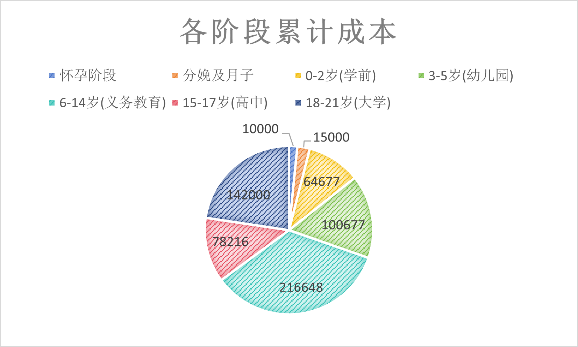 各阶段累计成本
怀孕阶段 分娩及月子 0-2岁(学前) 3-5岁(幼儿园)
6-14岁(义务教育) 15-17岁(高中) 18-21岁(大学)
10000
15000
64677
100677
216648
78216
142000